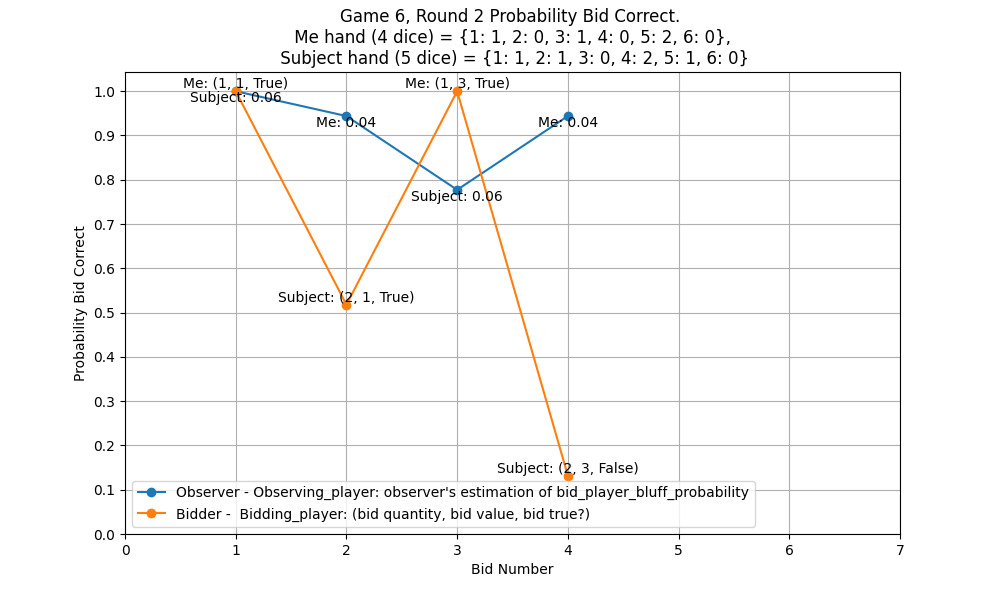 Game 6, Round 2 Probability Bid Correct.
Me hand (4 dice) = {1: 1, 2: 0, 3: 1, 4: 0, 5: 2, 6: 0},
Subject hand (5 dice) = {1: 1, 2: 1, 3: 0, 4: 2, 5: 1, 6: 0}
Me: (1, 1, True)
Me: (1, 3, True)
Subject: 0.06
Me: 0.04
Me: 0.04
Subject: 0.06
Subject: (2, 1, True)
Subject: (2, 3, False)
Probability Bid Correct
1.0
0.9
0.8
0.7
0.6
0.5
0.4
0.3
0.2
0.1
0.0
Observer - Observing_player: observer's estimation of bid_player_bluff_probability
Bidder -  Bidding_player: (bid quantity, bid value, bid true?)
0 1 2 3 4 5 6 7
Bid Number